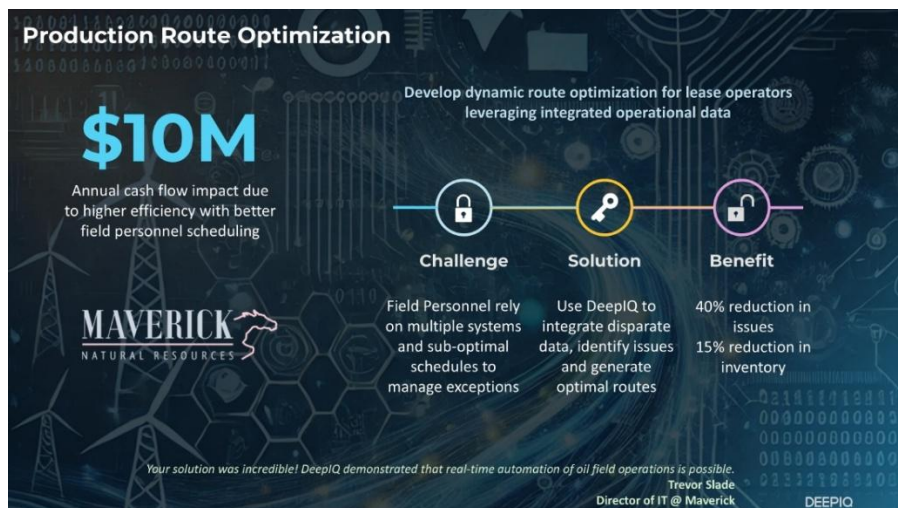 Production Route Optimization
$10M
Annual cash flow impact due
to higher efficiency with better
field personnel scheduling
MAVERICK
NATURAL RESOURCES
Develop dynamic route optimization for lease operators
leveraging integrated operational data
Challenge
Field Personnel rely
on multiple systems
and sub-optimal
schedules to
manage exceptions
Solution
Use DeepIQ to
integrate disparate
data, identify issues
and generate
optimal routes
Benefit
40% reduction in
issues
15% reduction in
inventory
Your solution was incredible! DeepIQ demonstrated that real-time automation of oil field operations is possible.
Trevor Slade
Director of IT @ Maverick
DEEPIQ